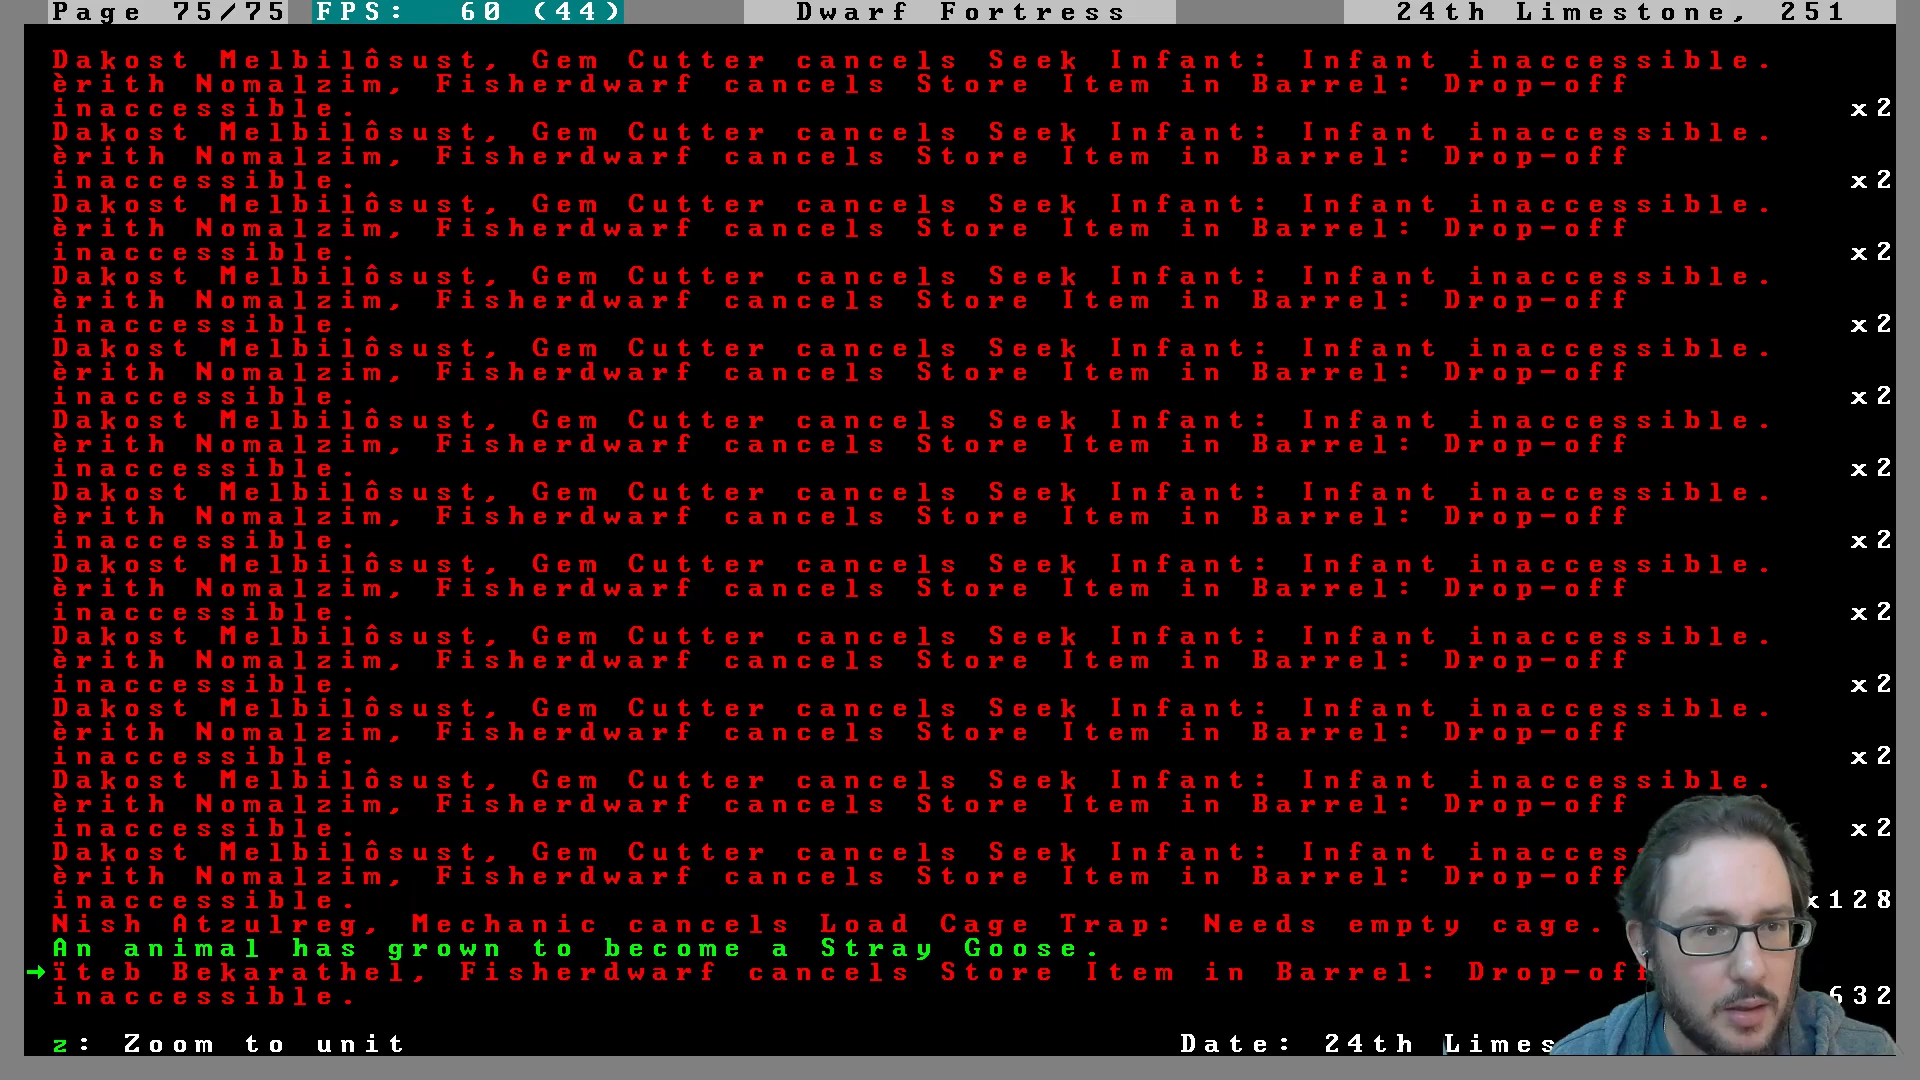 Page 75/75 FPS: 60 (44) Dwarf Fortress 24th Limestone, 251
Dakost Melbilôsust, Gem Cutter cancels Seek Infant: Infant inaccessible.
èrith Nomalzim, Fisherdwarf cancels Store Item in Barrel: Drop-off
inaccessible. x2
Dakost Melbilôsust, Gem Cutter cancels Seek Infant: Infant inaccessible.
èrith Nomalzim, Fisherdwarf cancels Store Item in Barrel: Drop-off
inaccessible. x2
Dakost Melbilôsust, Gem Cutter cancels Seek Infant: Infant inaccessible.
èrith Nomalzim, Fisherdwarf cancels Store Item in Barrel: Drop-off
inaccessible. x2
Dakost Melbilôsust, Gem Cutter cancels Seek Infant: Infant inaccessible.
èrith Nomalzim, Fisherdwarf cancels Store Item in Barrel: Drop-off
inaccessible. x2
Dakost Melbilôsust, Gem Cutter cancels Seek Infant: Infant inaccessible.
èrith Nomalzim, Fisherdwarf cancels Store Item in Barrel: Drop-off
inaccessible. x2
Dakost Melbilôsust, Gem Cutter cancels Seek Infant: Infant inaccessible.
èrith Nomalzim, Fisherdwarf cancels Store Item in Barrel: Drop-off
inaccessible. x2
Dakost Melbilôsust, Gem Cutter cancels Seek Infant: Infant inaccessible.
èrith Nomalzim, Fisherdwarf cancels Store Item in Barrel: Drop-off
inaccessible. x2
Dakost Melbilôsust, Gem Cutter cancels Seek Infant: Infant inaccessible.
èrith Nomalzim, Fisherdwarf cancels Store Item in Barrel: Drop-off
inaccessible. x2
Dakost Melbilôsust, Gem Cutter cancels Seek Infant: Infant inaccessible.
èrith Nomalzim, Fisherdwarf cancels Store Item in Barrel: Drop-off
inaccessible. x2
Dakost Melbilôsust, Gem Cutter cancels Seek Infant: Infant inaccessible.
èrith Nomalzim, Fisherdwarf cancels Store Item in Barrel: Drop-off
inaccessible. x2
Dakost Melbilôsust, Gem Cutter cancels Seek Infant: Infant inaccessible.
èrith Nomalzim, Fisherdwarf cancels Store Item in Barrel: Drop-off
inaccessible. x2
Dakost Melbilôsust, Gem Cutter cancels Seek Infant: Infant inacces
èrith Nomalzim, Fisherdwarf cancels Store Item in Barrel: Drop-off
inaccessible. x128
Nish Atzulreg, Mechanic cancels Load Cage Trap: Needs empty cage.
An animal has grown to become a Stray Goose.
→ïteb Bekarathel, Fisherdwarf cancels Store Item in Barrel: Drop-of
inaccessible. 632
z: Zoom to unit Date: 24th Limes